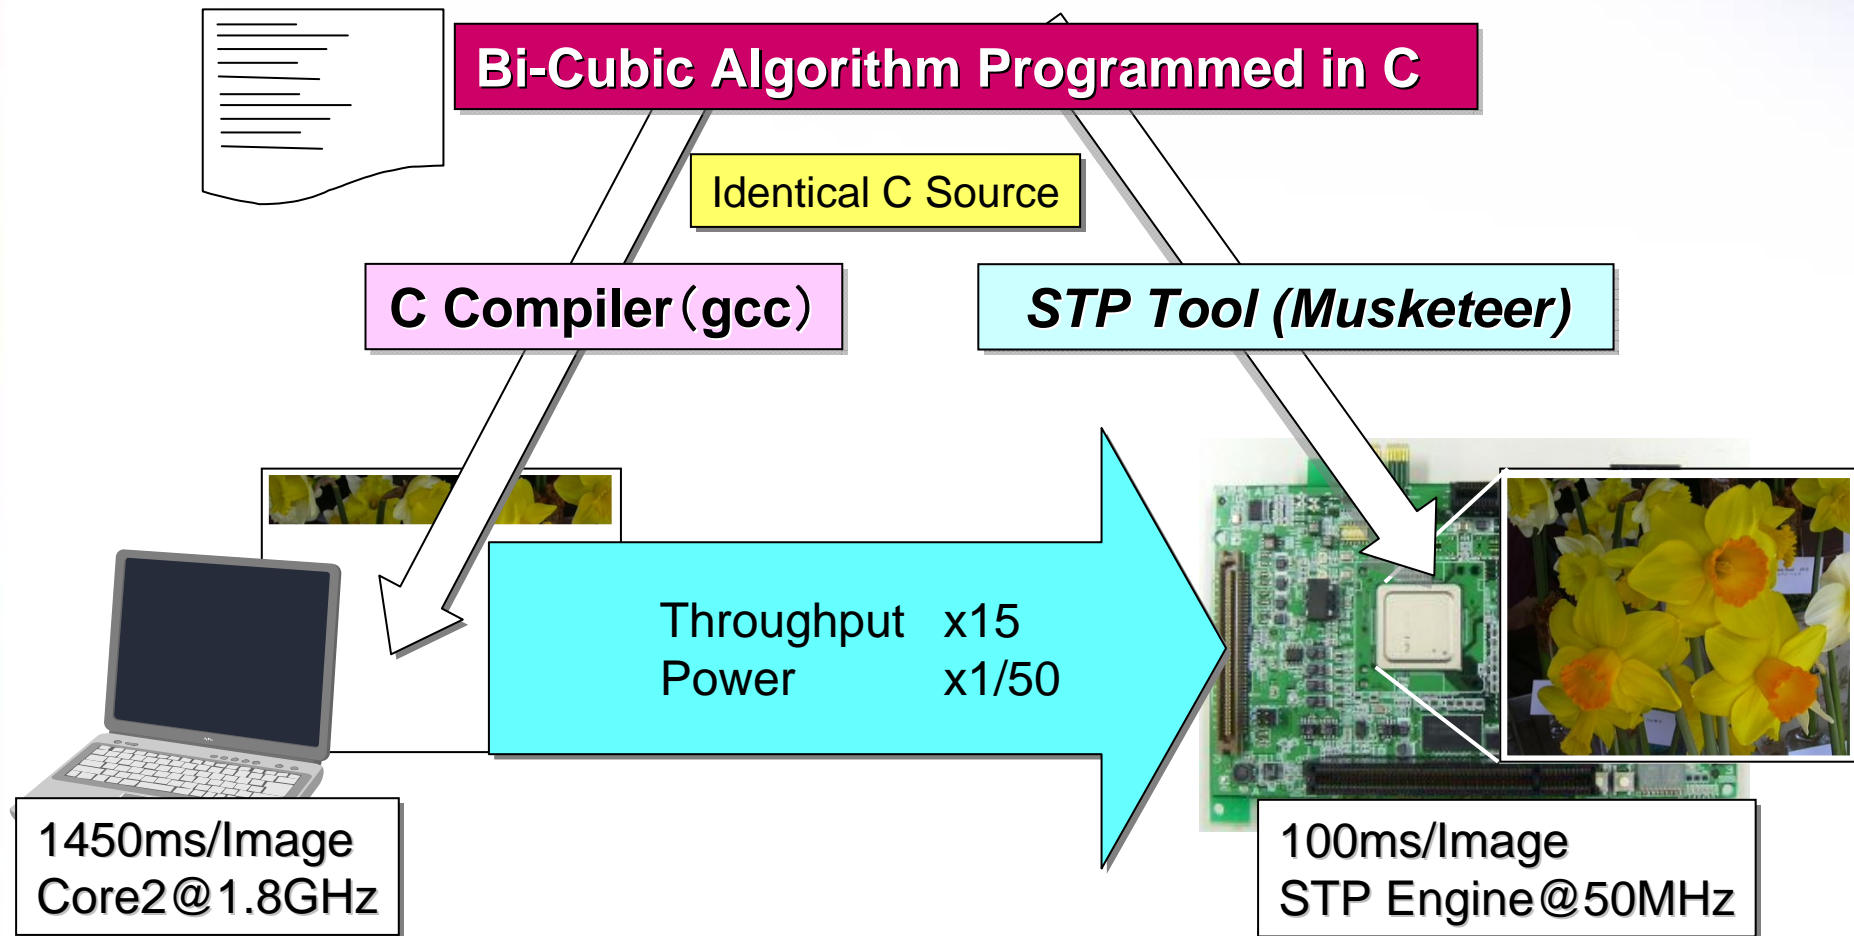 Bi-Cubic Algorithm Programmed in C
Identical C Source
C Compiler（gcc）
STP Tool (Musketeer)
Throughput x15
Power x1/50
1450ms/Image
Core2@1.8GHz
100ms/Image
STP Engine@50MHz